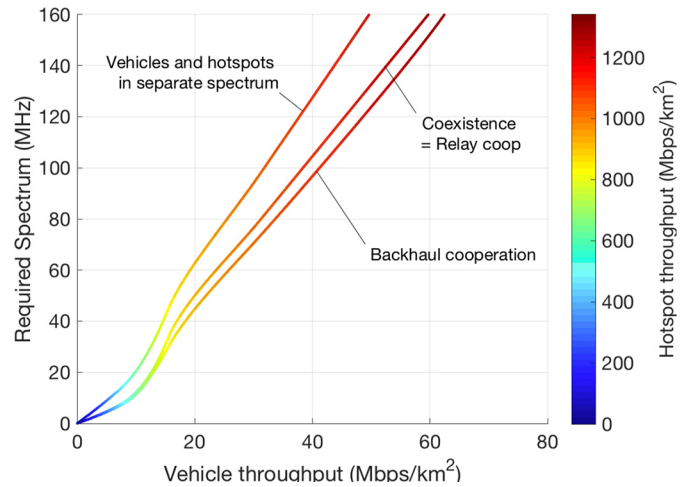 160
140
120
100
80
60
40
20
0
Required Spectrum (MHz)
Vehicles and hotspots
in separate spectrum
Coexistence
= Relay coop
Backhaul cooperation
0
20
40
60
80
Vehicle throughput (Mbps/km²)
1200
1000
800
600
400
200
0
Hotspot throughput (Mbps/km²)